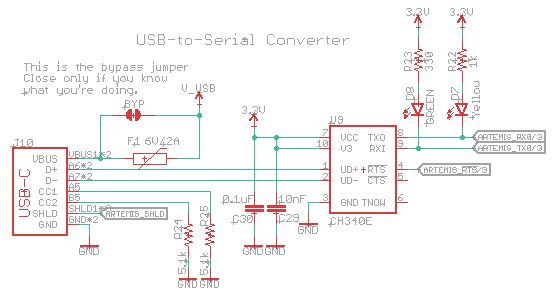 3.3V 3.3V
USB-to-Serial Converter
This is the bypass jumper
Close only if you know
what you're doing.
V_USB
BYP
R23 330
R22 1k
D8 GREEN
D7 Yellow
3.3V
U9
J10
F1 6V/2A
USB-C
VBUS VBUS1*2
D+ A6*2
D- A7*2
CC1 A5
CC2 B5
SHLD
GND GND*2
ARTEMIS_SHLD
7 VCC TXO 8
10 V3 RXI 9
1 UD+ RTS 4
2 UD- CTS 5
3 GND TNOW 6
CH340E
ARTEMIS_RX0/3
ARTEMIS_TX0/3
ARTEMIS_RTS/3
0.1uF
C30
10nF
C29
R24 5.1k
5.1k
GND
GND
GND
GND
GND
GND
GND